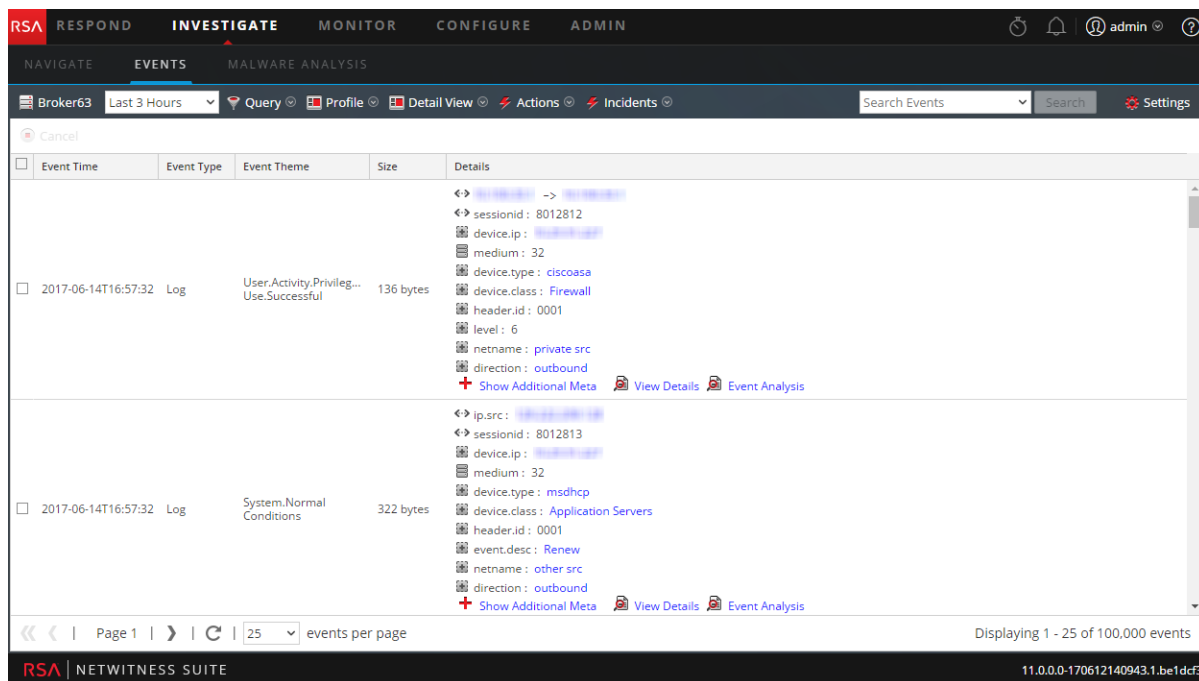 RSA RESPOND INVESTIGATE MONITOR CONFIGURE ADMIN admin ?
NAVIGATE EVENTS MALWARE ANALYSIS
Broker63 Last 3 Hours Query Profile Detail View Actions Incidents Search Events Search Settings
Cancel
Event Time Event Type Event Theme Size Details
->
sessionid : 8012812
device.ip :
medium : 32
device.type : ciscoasa
2017-06-14T16:57:32 Log User.Activity.Privileg... Use.Successful 136 bytes
device.class : Firewall
header.id : 0001
level : 6
netname : private src
direction : outbound
Show Additional Meta View Details Event Analysis
ip.src :
sessionid : 8012813
device.ip :
medium : 32
device.type : msdhcp
2017-06-14T16:57:32 Log System.Normal Conditions 322 bytes
device.class : Application Servers
header.id : 0001
event.desc : Renew
netname : other src
direction : outbound
Show Additional Meta View Details Event Analysis
Page 1 25 events per page Displaying 1 - 25 of 100,000 events
RSA NETWITNESS SUITE 11.0.0.0-170612140943.1.be1dcf3